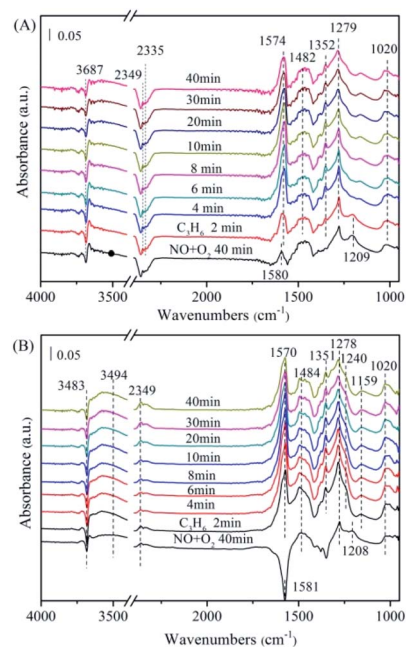 (A)
0.05
1279
2335
1574
1352
1020
3687
2349
1482
40min
30min
20min
10min
8 min
6 min
4 min
C₃H₆ 2 min
NO+O₂ 40 min
1209
1580
4000 3500 2000 1500 1000
Wavenumbers (cm⁻¹)
Absorbance (a.u.)
(B)
0.05
1278
1570
1351
1240
3494
3483
2349
1484
1159
1020
40min
30min
20min
10min
8min
6min
4min
C₃H₆ 2min
NO+O₂ 40min
1208
1581
4000 3500 2000 1500 1000
Wavenumbers (cm⁻¹)
Absorbance (a.u.)